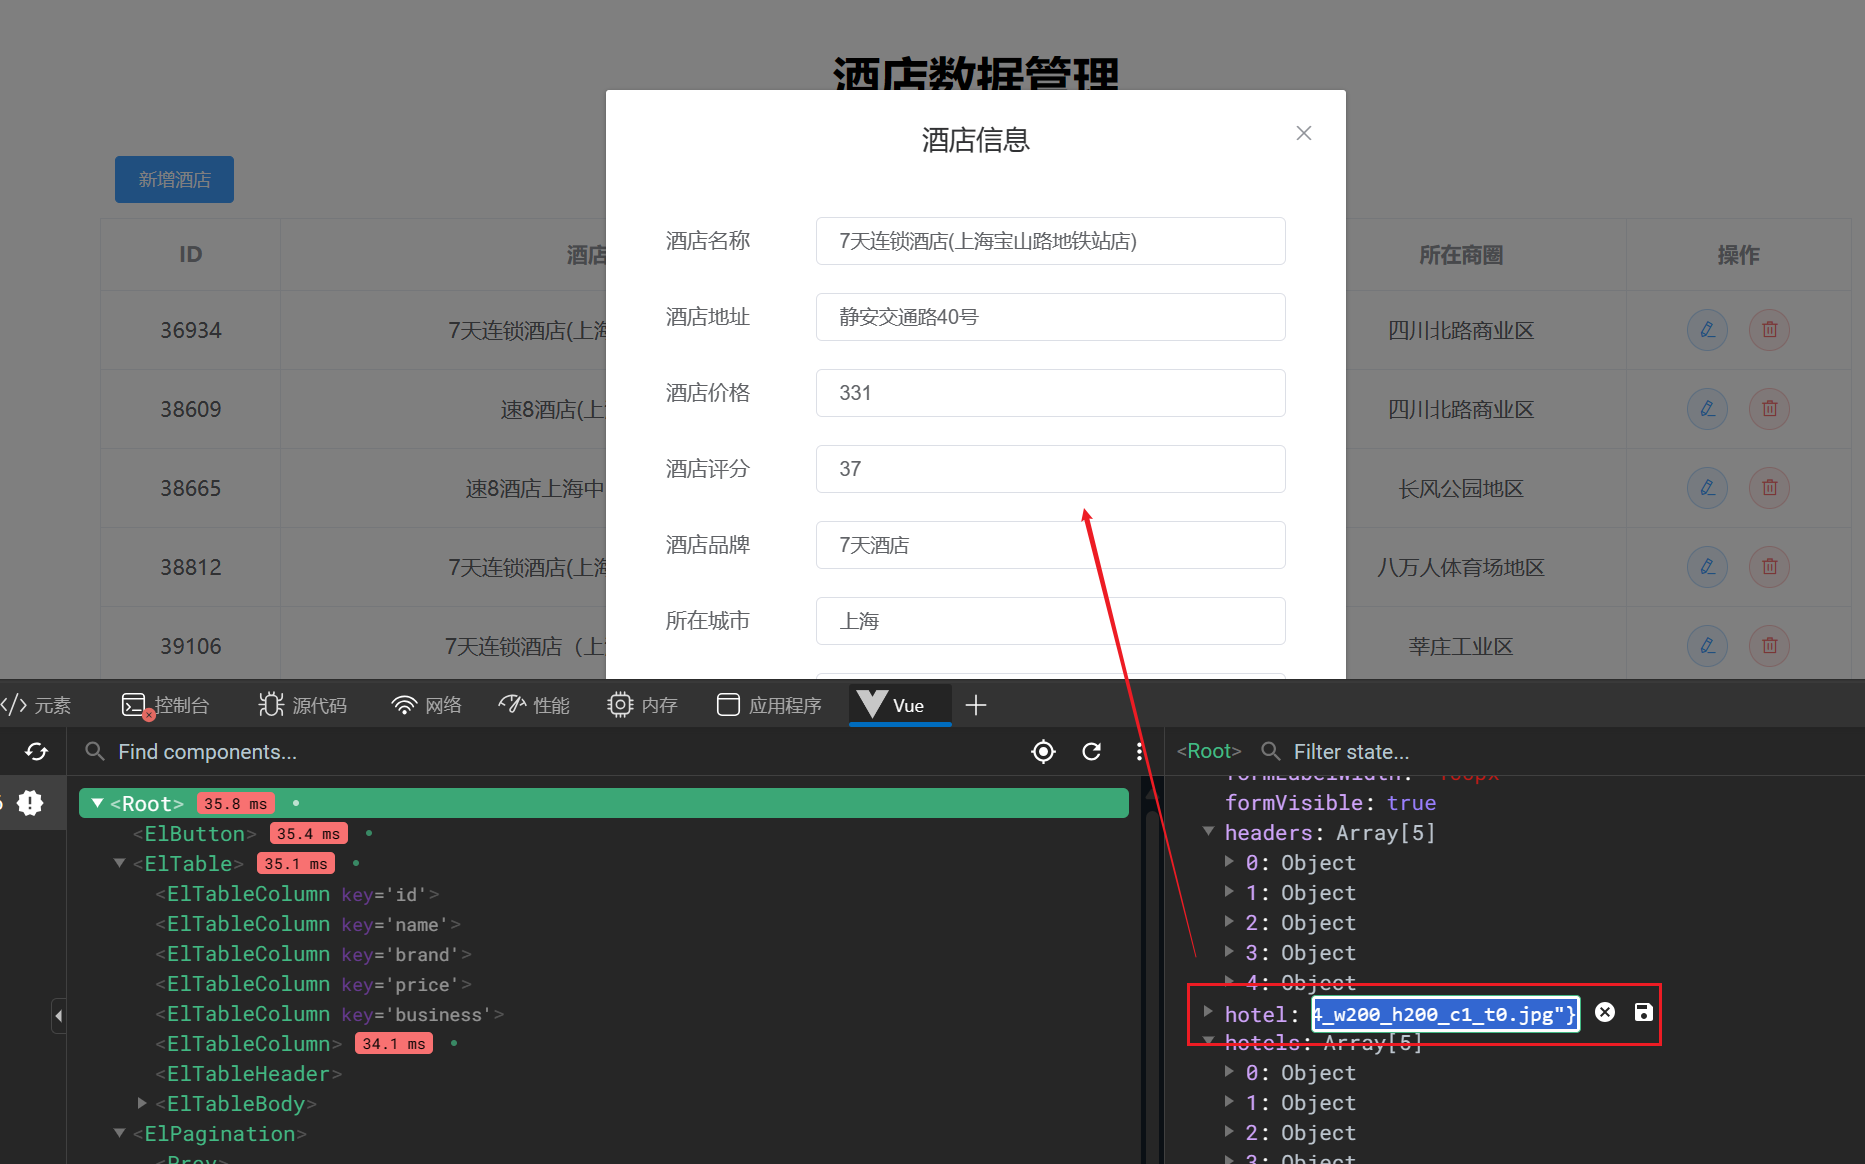 酒店数据管理
酒店信息
新增酒店
ID
酒店
所在商圈
操作
酒店名称
7天连锁酒店(上海宝山路地铁站店)
酒店地址
静安交通路40号
36934
7天连锁酒店(上海
四川北路商业区
酒店价格
331
38609
速8酒店(上
四川北路商业区
酒店评分
37
38665
速8酒店上海中
长风公园地区
酒店品牌
7天酒店
38812
7天连锁酒店(上海
八万人体育场地区
所在城市
上海
39106
7天连锁酒店（上
莘庄工业区
元素
控制台
源代码
网络
性能
内存
应用程序
Vue
Find components...
<Root>
Filter state...
<Root> 35.8 ms
<ElButton> 35.4 ms
<ElTable> 35.1 ms
<ElTableColumn key='id'>
<ElTableColumn key='name'>
<ElTableColumn key='brand'>
<ElTableColumn key='price'>
<ElTableColumn key='business'>
<ElTableColumn> 34.1 ms
<ElTableHeader>
<ElTableBody>
<ElPagination>
<Prev>
formLabelWidth:
formVisible: true
headers: Array[5]
0: Object
1: Object
2: Object
3: Object
4: Object
hotel: 4_w200_h200_c1_t0.jpg"}
hotels: Array[5]
0: Object
1: Object
2: Object
3: Object